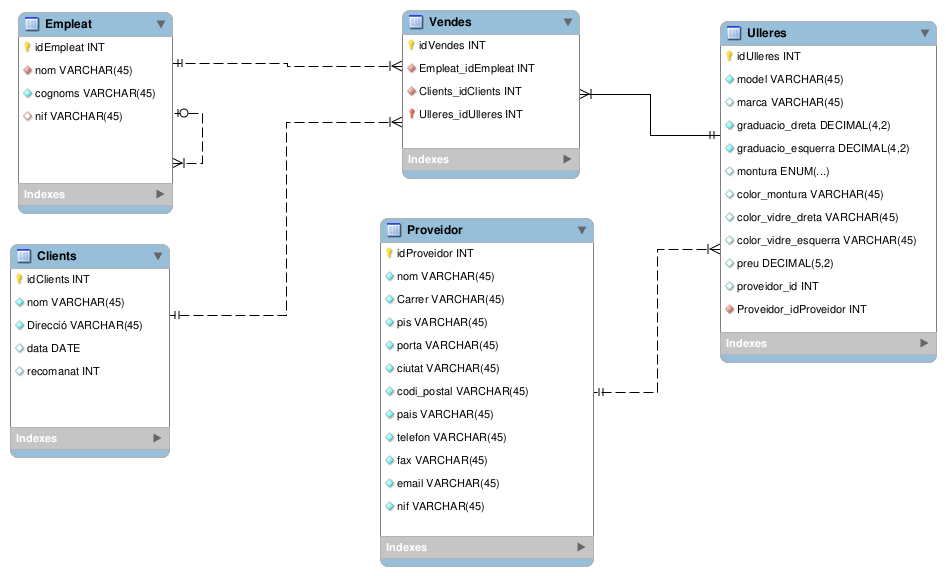 Empleat
idEmpleat INT
nom VARCHAR(45)
cognoms VARCHAR(45)
nif VARCHAR(45)
Indexes
Clients
idClients INT
nom VARCHAR(45)
Direcció VARCHAR(45)
data DATE
recomanat INT
Indexes
Vendes
idVendes INT
Empleat_idEmpleat INT
Clients_idClients INT
Ulleres_idUlleres INT
Indexes
Proveidor
idProveidor INT
nom VARCHAR(45)
Carrer VARCHAR(45)
pis VARCHAR(45)
porta VARCHAR(45)
ciutat VARCHAR(45)
codi_postal VARCHAR(45)
pais VARCHAR(45)
telefon VARCHAR(45)
fax VARCHAR(45)
email VARCHAR(45)
nif VARCHAR(45)
Indexes
Ulleres
idUlleres INT
model VARCHAR(45)
marca VARCHAR(45)
graduacio_dreta DECIMAL(4,2)
graduacio_esquerra DECIMAL(4,2)
montura ENUM(...)
color_montura VARCHAR(45)
color_vidre_dreta VARCHAR(45)
color_vidre_esquerra VARCHAR(45)
preu DECIMAL(5,2)
proveidor_id INT
Proveidor_idProveidor INT
Indexes